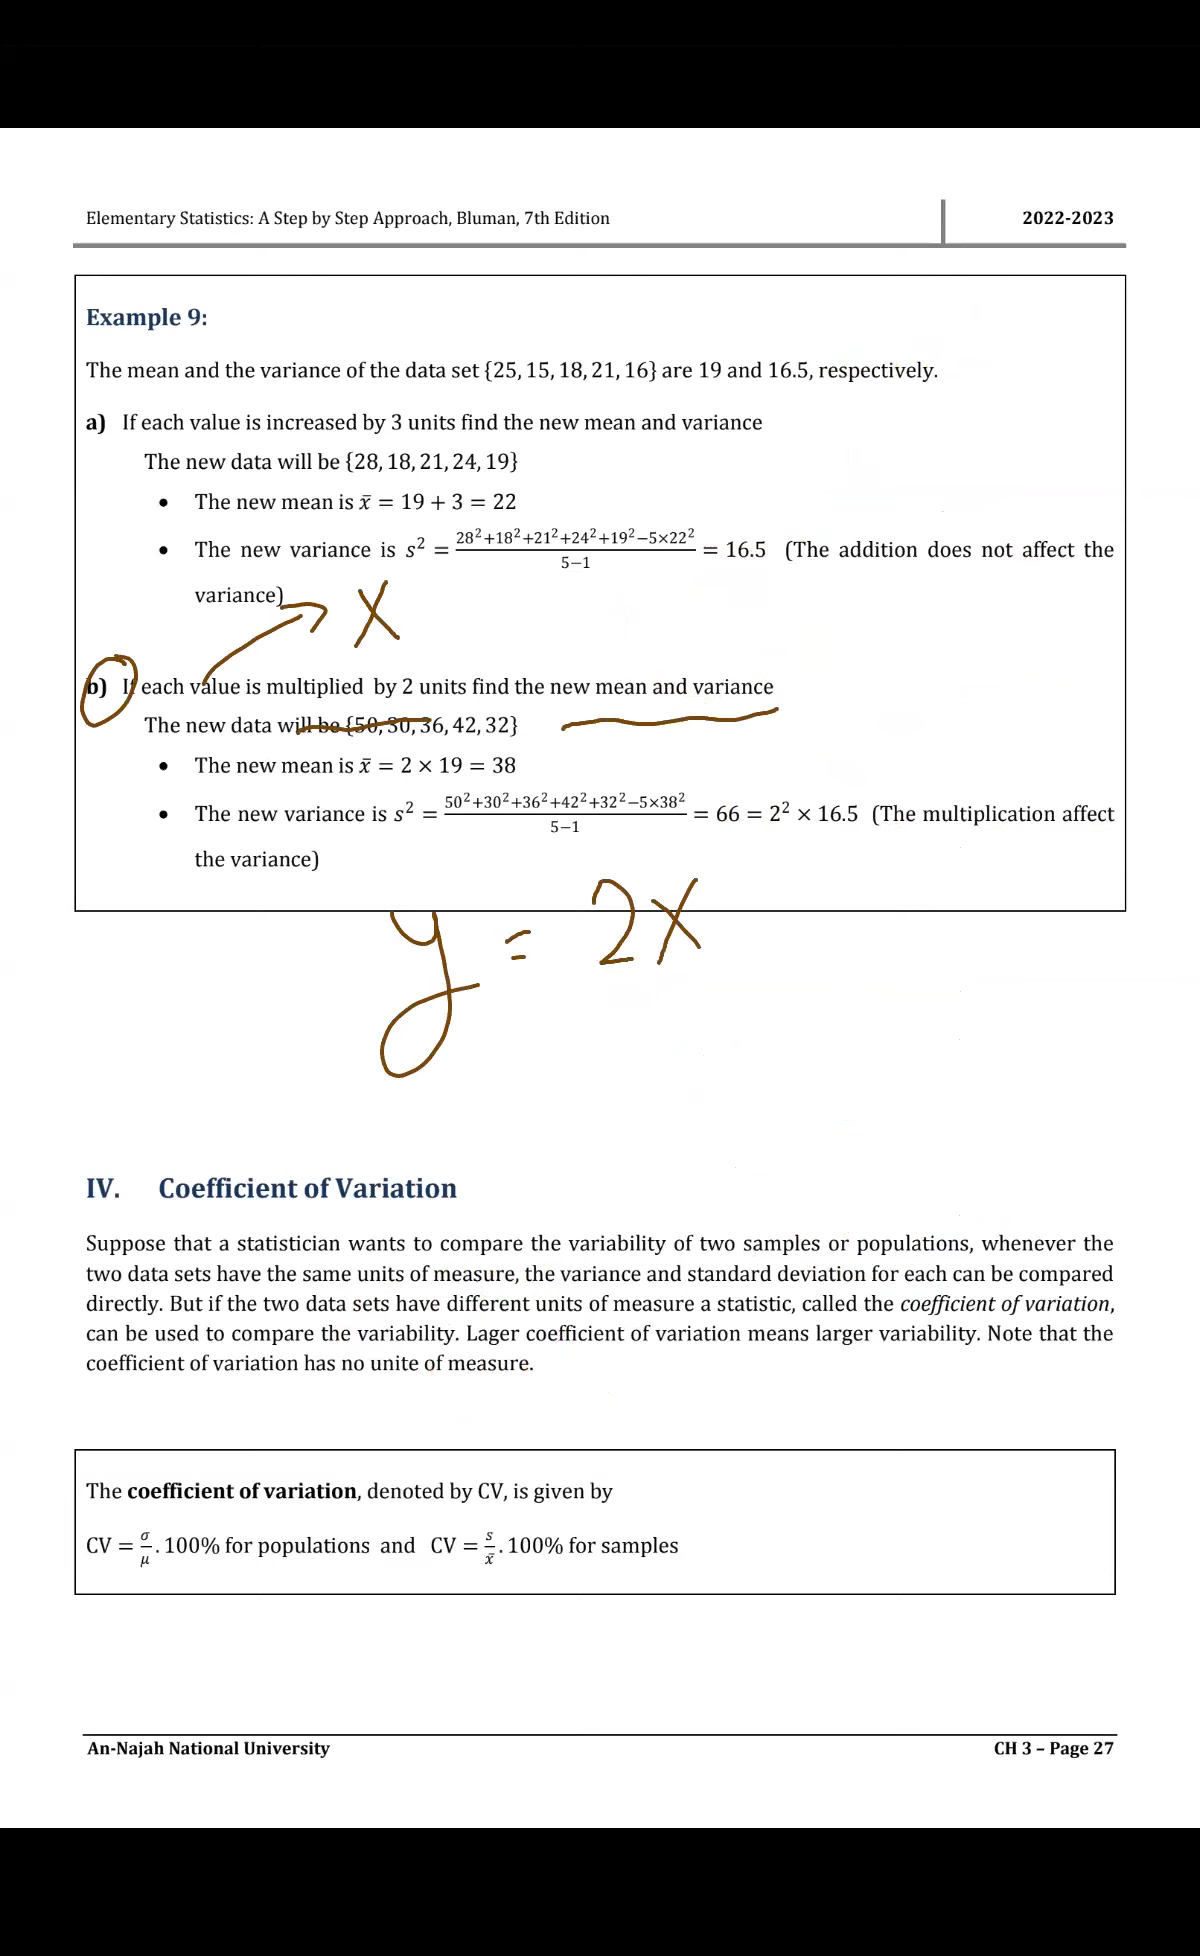 Elementary Statistics: A Step by Step Approach, Bluman, 7th Edition 2022-2023
Example 9:
The mean and the variance of the data set {25, 15, 18, 21, 16} are 19 and 16.5, respectively.
a) If each value is increased by 3 units find the new mean and variance
The new data will be {28, 18, 21, 24, 19}
• The new mean is x̄ = 19 + 3 = 22
• The new variance is s² = (28²+18²+21²+24²+19²−5×22²)/(5−1) = 16.5 (The addition does not affect the
variance)
x
b) If each value is multiplied by 2 units find the new mean and variance
The new data will be {50, 30, 36, 42, 32}
• The new mean is x̄ = 2 × 19 = 38
• The new variance is s² = (50²+30²+36²+42²+32²−5×38²)/(5−1) = 66 = 2² × 16.5 (The multiplication affect
the variance)
y = 2x
IV. Coefficient of Variation
Suppose that a statistician wants to compare the variability of two samples or populations, whenever the
two data sets have the same units of measure, the variance and standard deviation for each can be compared
directly. But if the two data sets have different units of measure a statistic, called the coefficient of variation,
can be used to compare the variability. Lager coefficient of variation means larger variability. Note that the
coefficient of variation has no unite of measure.
The coefficient of variation, denoted by CV, is given by
CV = σ/μ . 100% for populations and CV = s/x̄ . 100% for samples
An-Najah National University CH 3 – Page 27